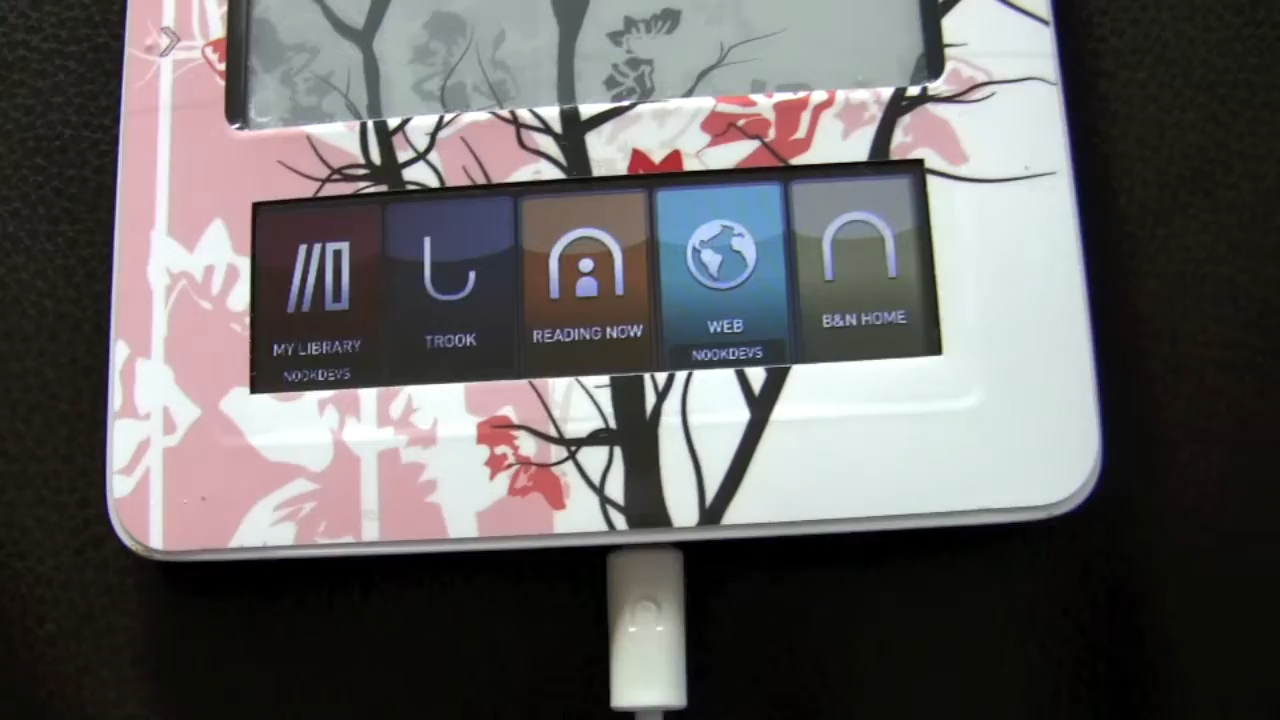 MY LIBRARY
NOOKDEVS
TROOK
READING NOW
WEB
NOOKDEVS
B&N HOME